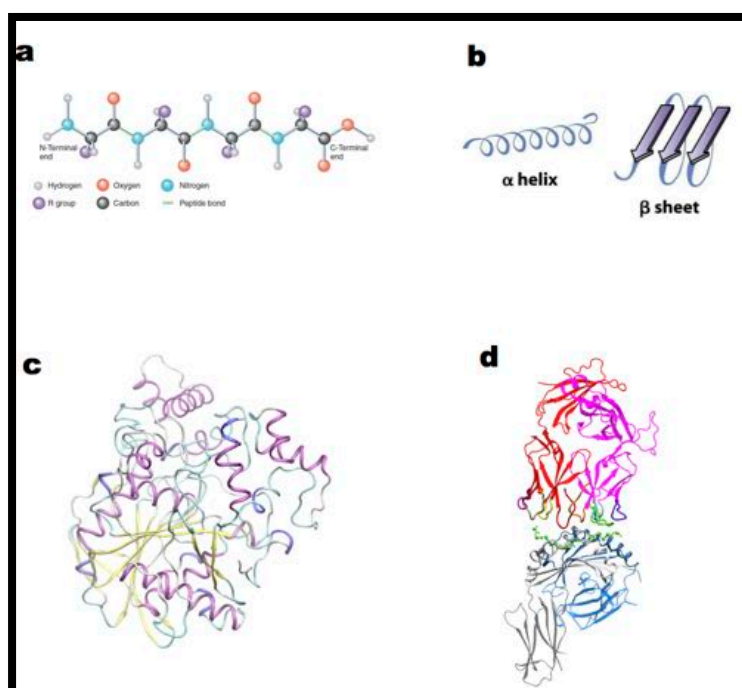 a
b
N-Terminal
end
C-Terminal
end
Hydrogen Oxygen Nitrogen
R group Carbon Peptide bond
α helix
β sheet
c
d